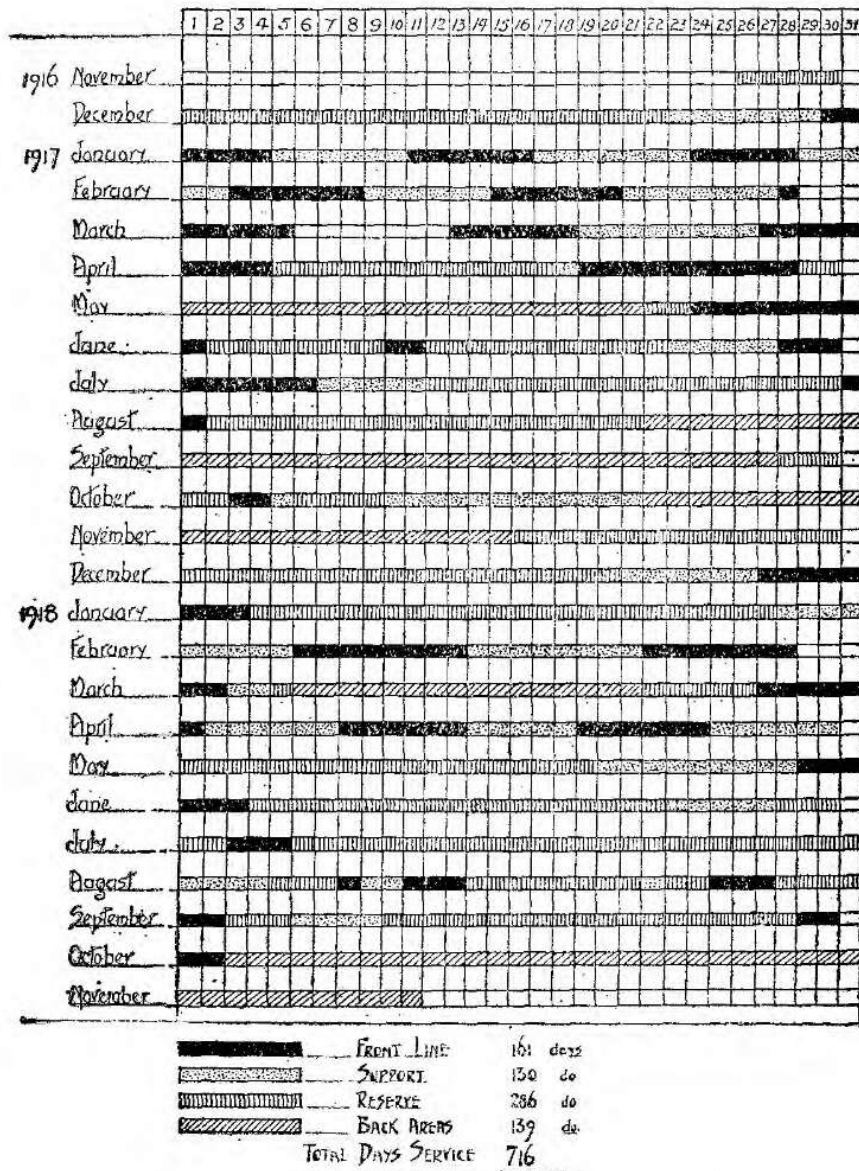 1 2 3 4 5 6 7 8 9 10 11 12 13 14 15 16 17 18 19 20 21 22 23 24 25 26 27 28 29 30 31
1916 November
December
1917 January
February
March
April
May
June
July
August
September
October
November
December
1918 January
February
March
April
May
June
July
August
September
October
November
FRONT LINE 161 days
SUPPORT 130 do
RESERVE 286 do
BACK AREAS 139 do
TOTAL DAYS SERVICE 716